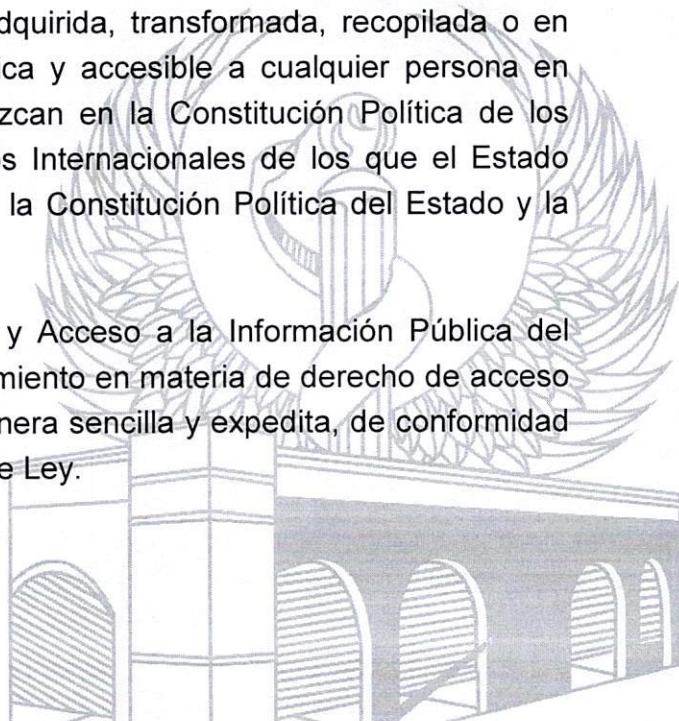 dquirida, transformada, recopilada o en
ica y accesible a cualquier persona en
zcan en la Constitución Política de los
s Internacionales de los que el Estado
la Constitución Política del Estado y la
y Acceso a la Información Pública del
miento en materia de derecho de acceso
nera sencilla y expedita, de conformidad
e Ley.